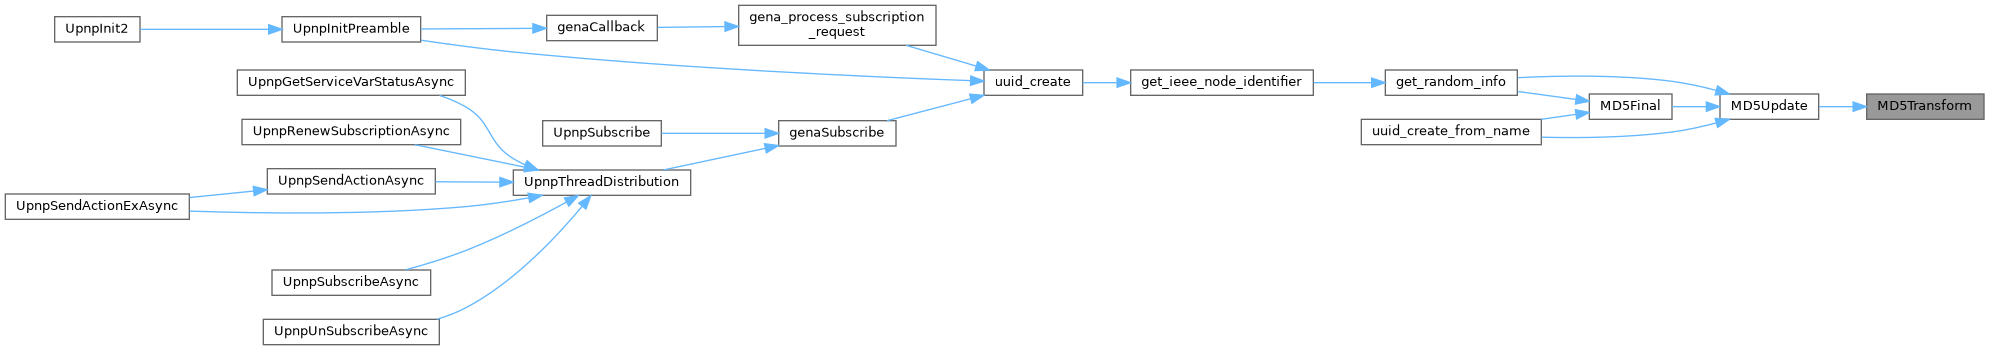 UpnpInit2
UpnpInitPreamble
genaCallback
gena_process_subscription
_request
UpnpGetServiceVarStatusAsync
uuid_create
get_ieee_node_identifier
get_random_info
MD5Final
MD5Update
MD5Transform
UpnpRenewSubscriptionAsync
UpnpSubscribe
genaSubscribe
uuid_create_from_name
UpnpSendActionAsync
UpnpThreadDistribution
UpnpSendActionExAsync
UpnpSubscribeAsync
UpnpUnSubscribeAsync